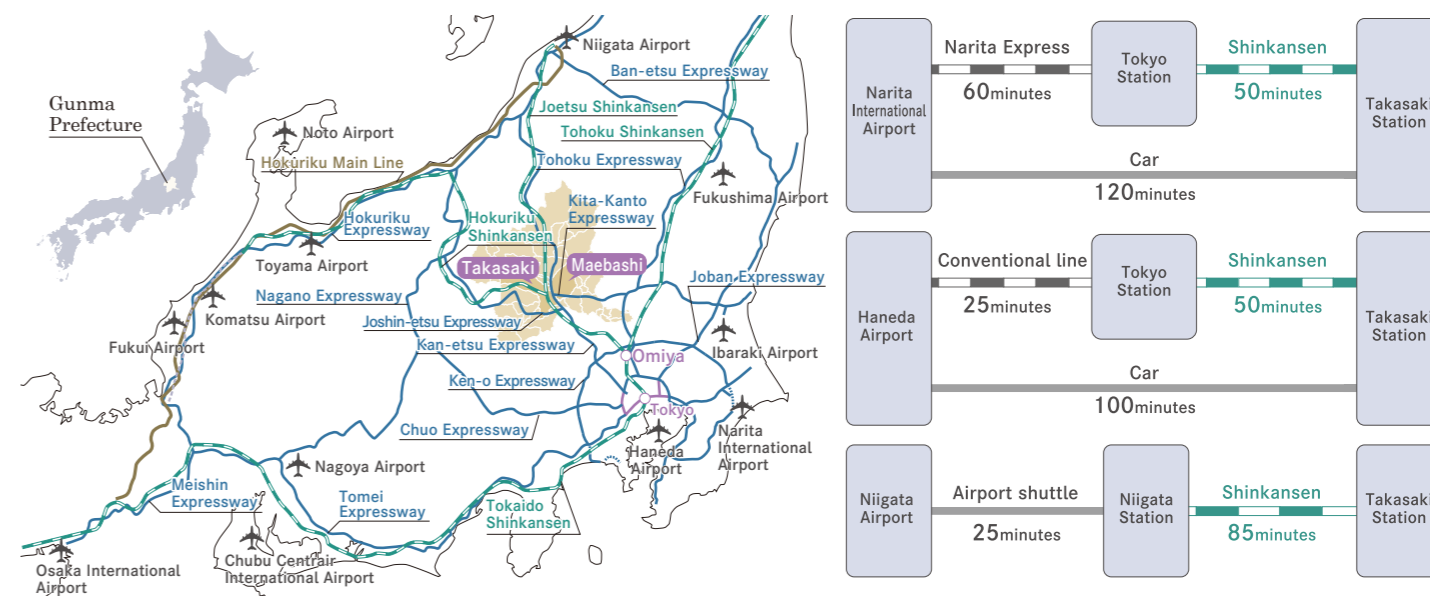 Gunma
Prefecture
Niigata Airport
Ban-etsu Expressway
Joetsu Shinkansen
Noto Airport
Tohoku Shinkansen
Hokuriku Main Line
Tohoku Expressway
Fukushima Airport
Kita-Kanto
Expressway
Hokuriku
Expressway
Hokuriku
Shinkansen
Toyama Airport
Takasaki
Maebashi
Joban Expressway
Nagano Expressway
Komatsu Airport
Joshin-etsu Expressway
Fukui Airport
Kan-etsu Expressway
Omiya
Ibaraki Airport
Ken-o Expressway
Tokyo
Chuo Expressway
Narita
International
Airport
Haneda
Airport
Nagoya Airport
Meishin
Expressway
Tomei
Expressway
Tokaido
Shinkansen
Osaka International
Airport
Chubu Centrair
International Airport
Narita
International
Airport
Narita Express
60minutes
Tokyo
Station
Shinkansen
50minutes
Takasaki
Station
Car
120minutes
Haneda
Airport
Conventional line
25minutes
Tokyo
Station
Shinkansen
50minutes
Takasaki
Station
Car
100minutes
Niigata
Airport
Airport shuttle
25minutes
Niigata
Station
Shinkansen
85minutes
Takasaki
Station